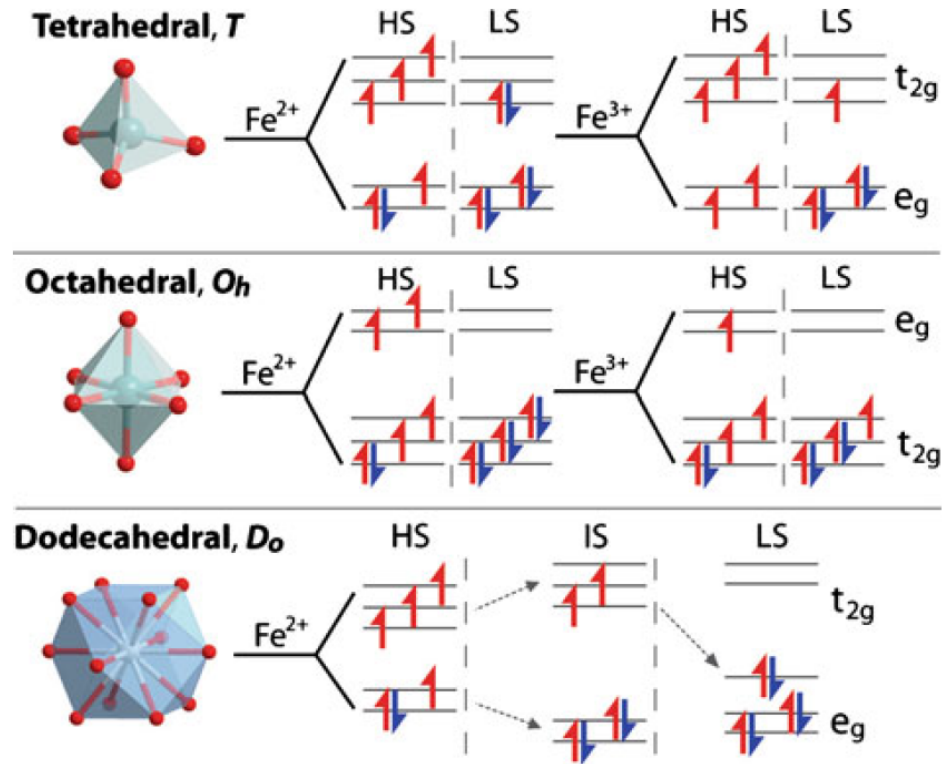 Tetrahedral, T
HS LS HS LS
Fe2+ Fe3+ t2g
eg
Octahedral, Oh
HS LS HS LS
eg
Fe2+ Fe3+
t2g
Dodecahedral, Do
HS IS LS
t2g
Fe2+
eg